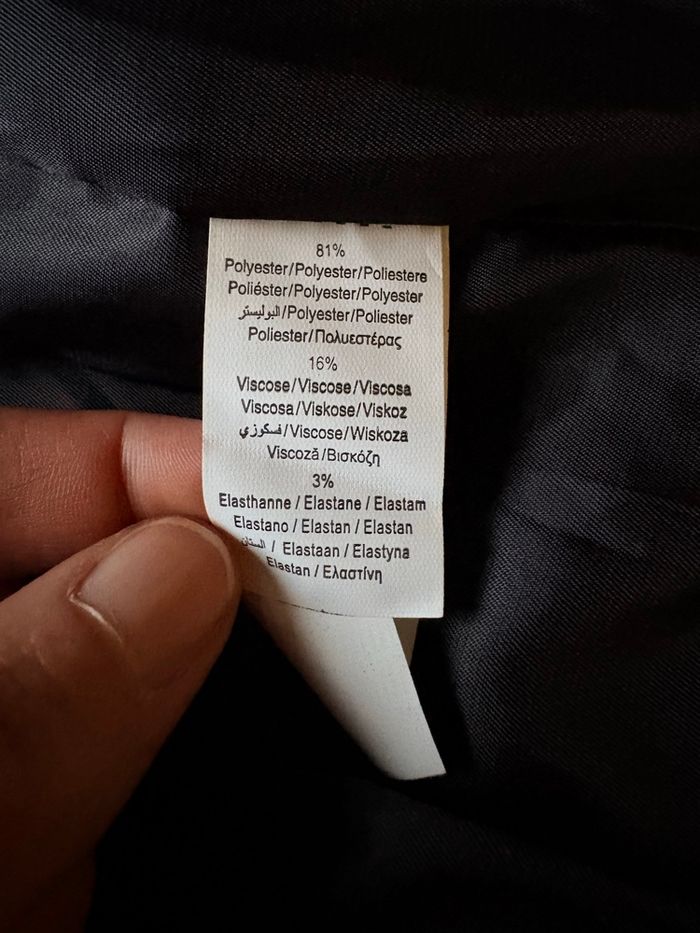 81%
Polyester/Polyester/Poliestere
Poliéster/Polyester/Polyester
البوليستر/Polyester/Poliester
Poliester/Πολυεστέρας
16%
Viscose/Viscose/Viscosa
Viscosa/Viskose/Viskoz
فسكوزي/Viscose/Wiskoza
Viscoză/Βισκόζη
3%
Elasthanne / Elastane / Elastam
Elastano / Elastan / Elastan
الستان / Elastaan / Elastyna
Elastan / Ελαστίνη